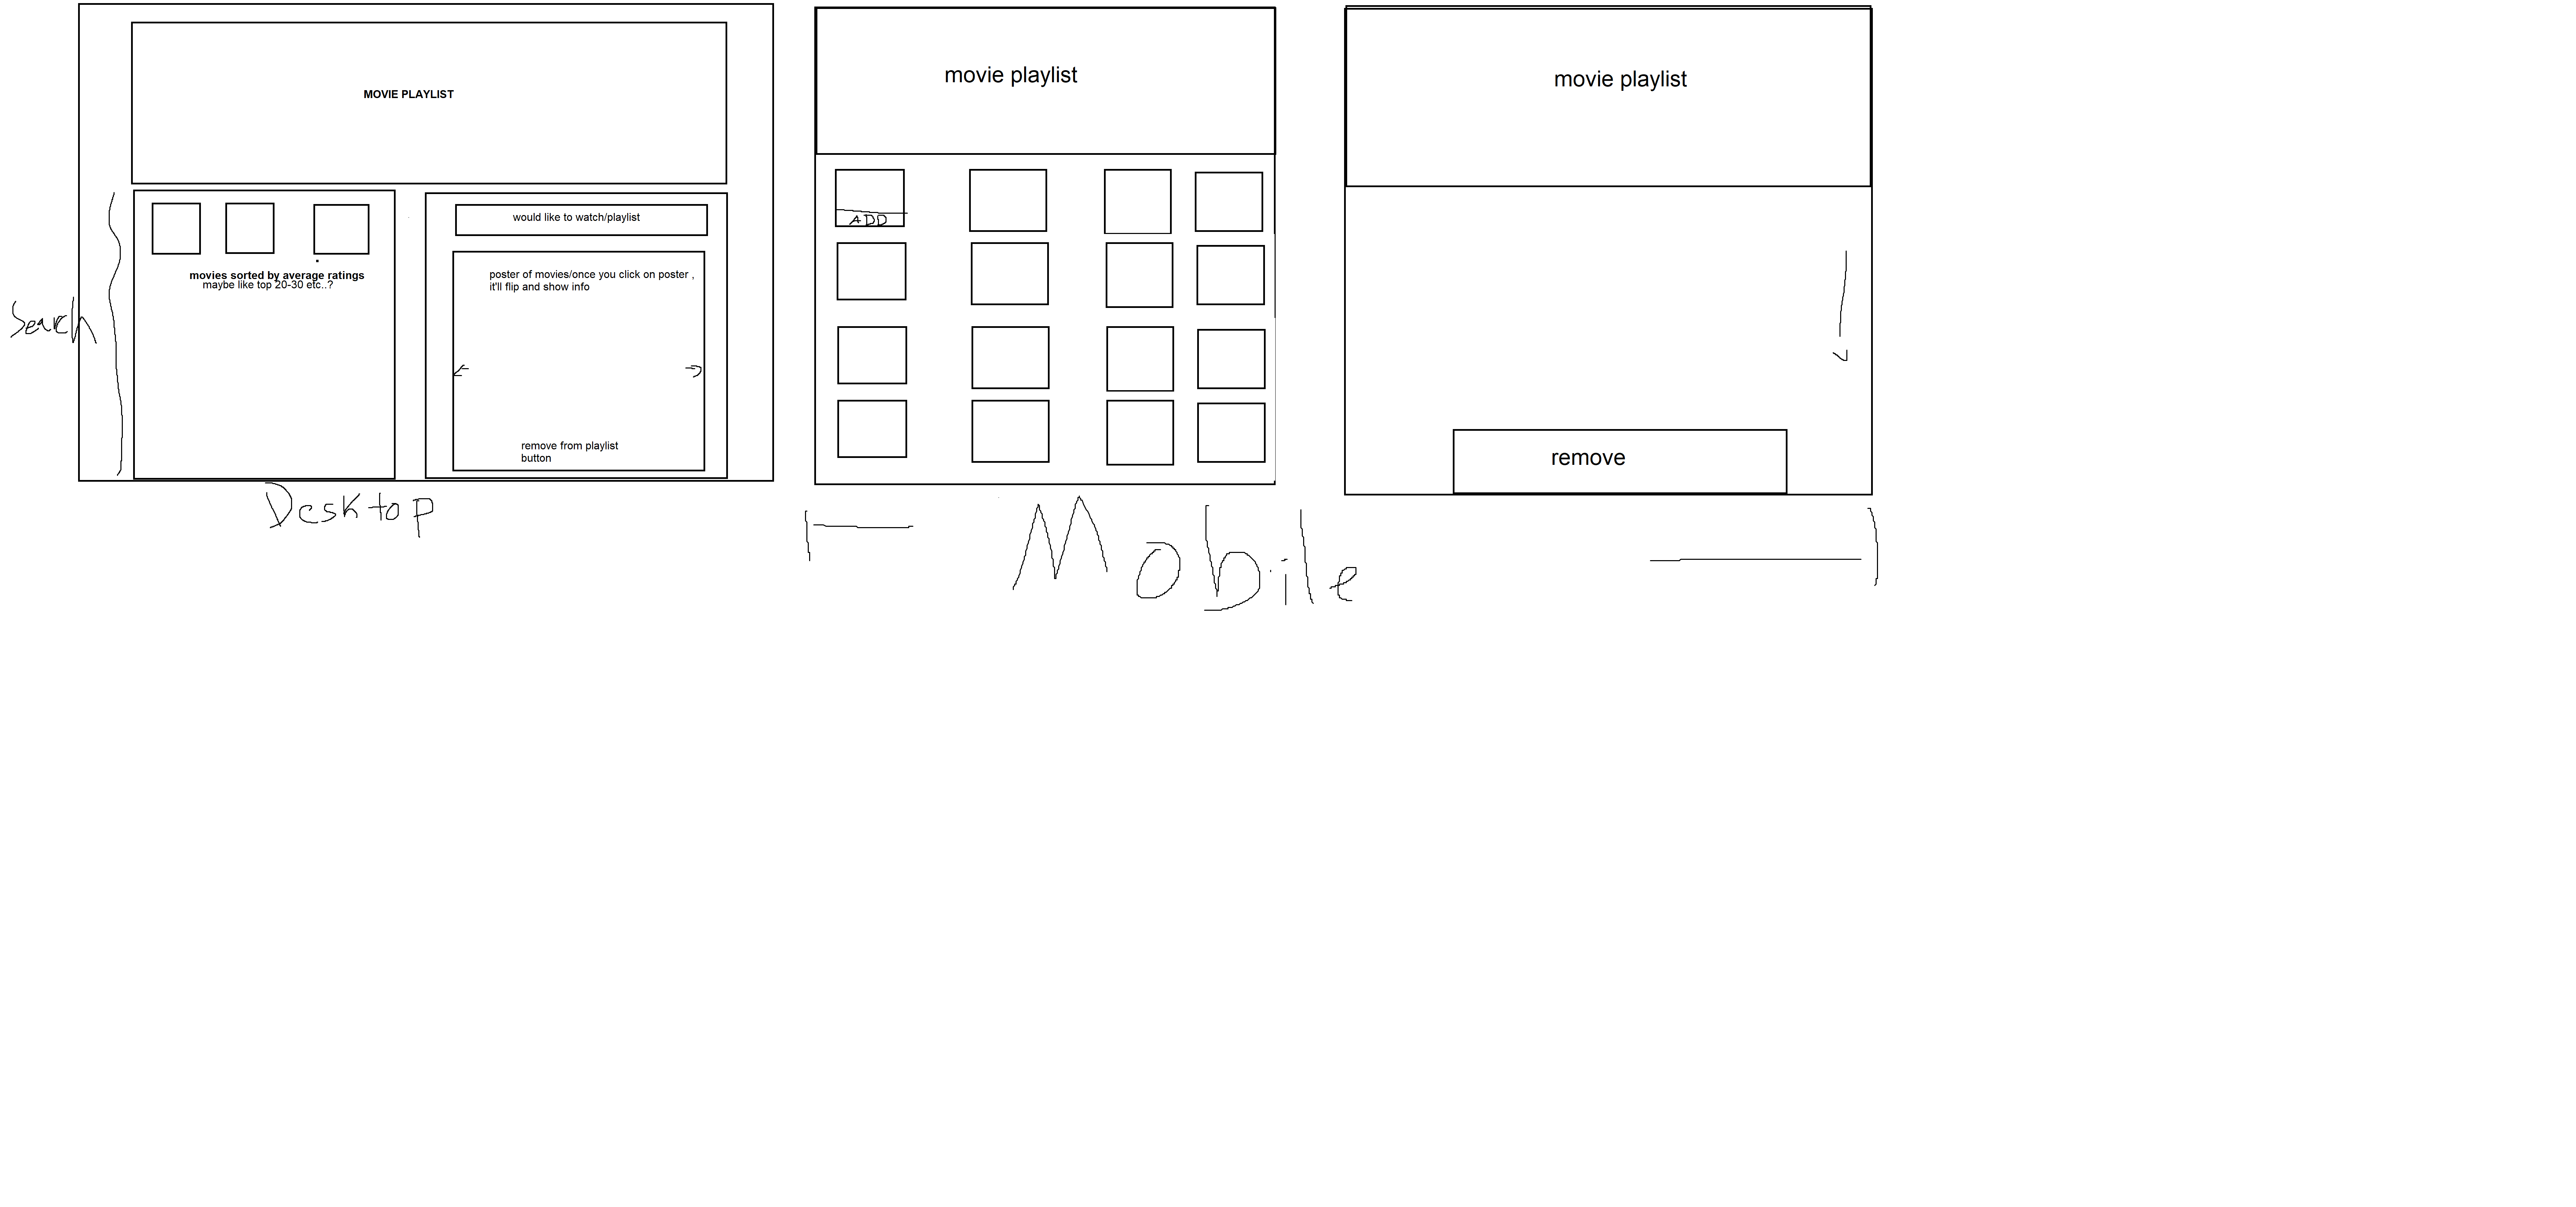 MOVIE PLAYLIST
Search
movies sorted by average ratings
maybe like top 20-30 etc..?
would like to watch/playlist
poster of movies/once you click on poster ,
it'll flip and show info
remove from playlist
button
Desktop
movie playlist
ADD
movie playlist
remove
Mobile